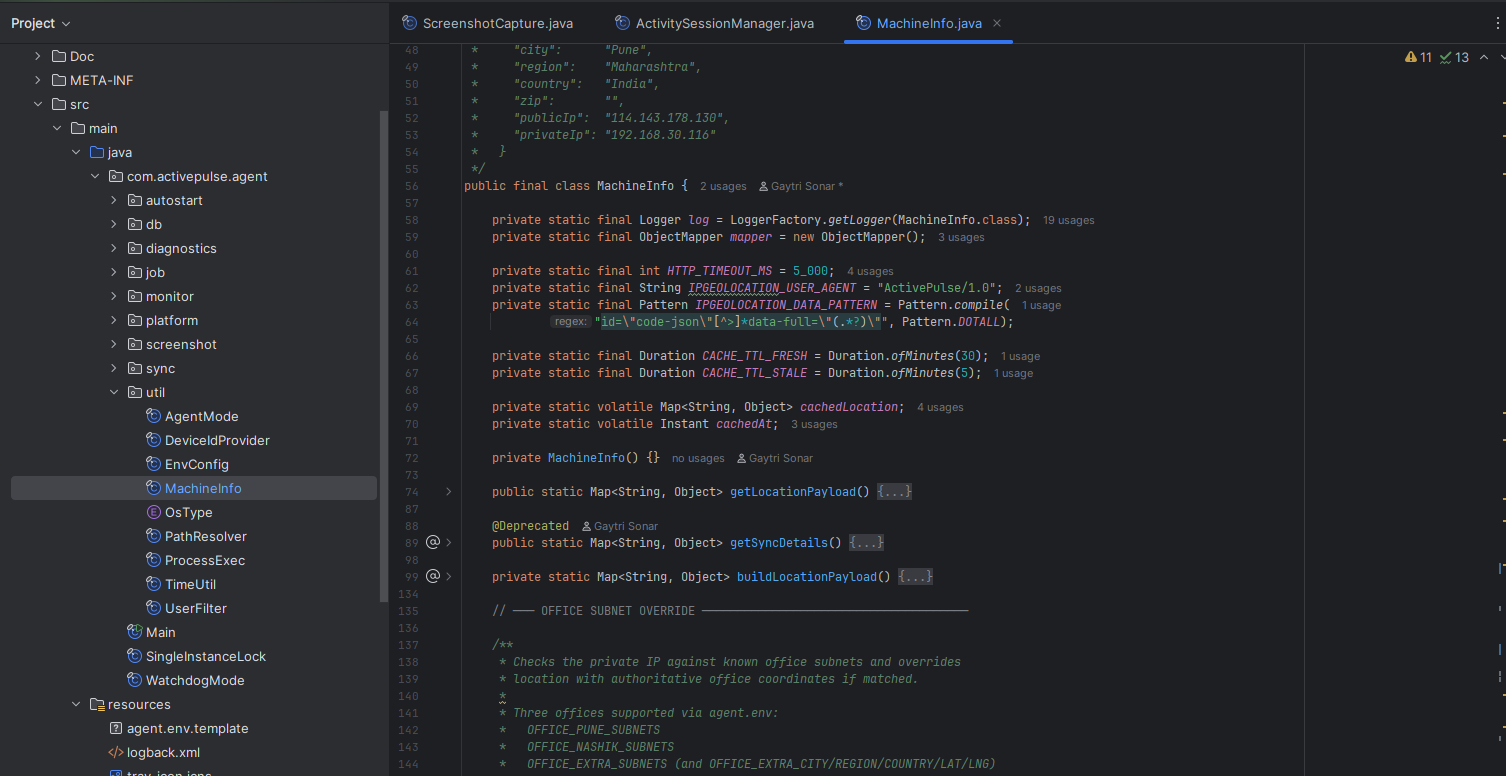 Project
Doc
META-INF
src
main
java
com.activepulse.agent
autostart
db
diagnostics
job
monitor
platform
screenshot
sync
util
AgentMode
DeviceIdProvider
EnvConfig
MachineInfo
OsType
PathResolver
ProcessExec
TimeUtil
UserFilter
Main
SingleInstanceLock
WatchdogMode
resources
agent.env.template
logback.xml
ScreenshotCapture.java ActivitySessionManager.java MachineInfo.java
11 13
48 * "city": "Pune",
49 * "region": "Maharashtra",
50 * "country": "India",
51 * "zip": "",
52 * "publicIp": "114.143.178.130",
53 * "privateIp": "192.168.30.116"
54 * }
55 */
56 public final class MachineInfo { 2 usages Gaytri Sonar *
57
58 private static final Logger log = LoggerFactory.getLogger(MachineInfo.class); 19 usages
59 private static final ObjectMapper mapper = new ObjectMapper(); 3 usages
60
61 private static final int HTTP_TIMEOUT_MS = 5_000; 4 usages
62 private static final String IPGEOLOCATION_USER_AGENT = "ActivePulse/1.0"; 2 usages
63 private static final Pattern IPGEOLOCATION_DATA_PATTERN = Pattern.compile( 1 usage
64 regex: "id=\"code-json\"[^>]*data-full=\"(.*?)\"", Pattern.DOTALL);
65
66 private static final Duration CACHE_TTL_FRESH = Duration.ofMinutes(30); 1 usage
67 private static final Duration CACHE_TTL_STALE = Duration.ofMinutes(5); 1 usage
68
69 private static volatile Map<String, Object> cachedLocation; 4 usages
70 private static volatile Instant cachedAt; 3 usages
71
72 private MachineInfo() {} no usages Gaytri Sonar
73
74 public static Map<String, Object> getLocationPayload() {...}
87
88 @Deprecated Gaytri Sonar
89 public static Map<String, Object> getSyncDetails() {...}
98
99 private static Map<String, Object> buildLocationPayload() {...}
134
135 // ── OFFICE SUBNET OVERRIDE ──────────────────────────────────────
136
137 /**
138 * Checks the private IP against known office subnets and overrides
139 * location with authoritative office coordinates if matched.
140 *
141 * Three offices supported via agent.env:
142 * OFFICE_PUNE_SUBNETS
143 * OFFICE_NASHIK_SUBNETS
144 * OFFICE_EXTRA_SUBNETS (and OFFICE_EXTRA_CITY/REGION/COUNTRY/LAT/LNG)